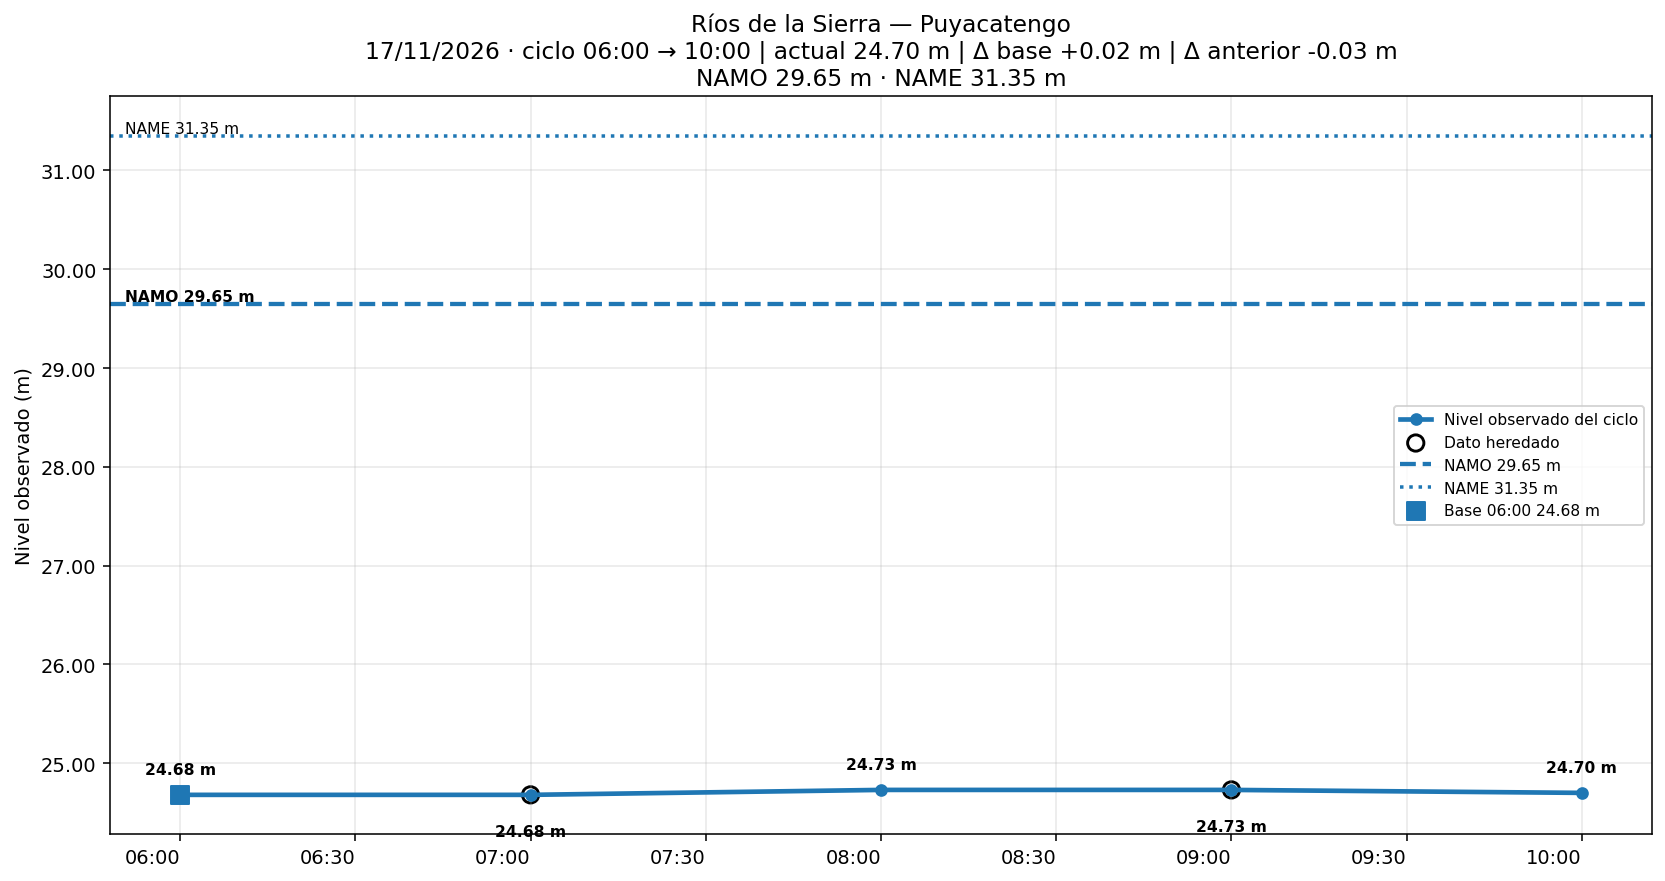 Ríos de la Sierra — Puyacatengo
17/11/2026 · ciclo 06:00 → 10:00 | actual 24.70 m | Δ base +0.02 m | Δ anterior -0.03 m
NAMO 29.65 m · NAME 31.35 m
NAME 31.35 m
31.00
30.00
NAMO 29.65 m
29.00
28.00
27.00
26.00
25.00
Nivel observado (m)
Nivel observado del ciclo
Dato heredado
NAMO 29.65 m
NAME 31.35 m
Base 06:00 24.68 m
24.68 m
24.68 m
24.73 m
24.73 m
24.70 m
06:00
06:30
07:00
07:30
08:00
08:30
09:00
09:30
10:00